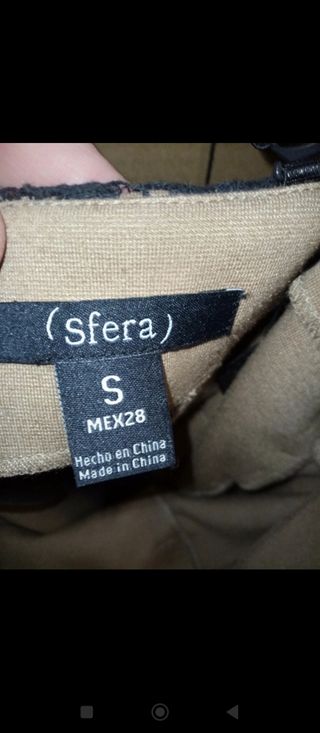 (Sfera)
S
MEX28
Hecho en China
Made in China